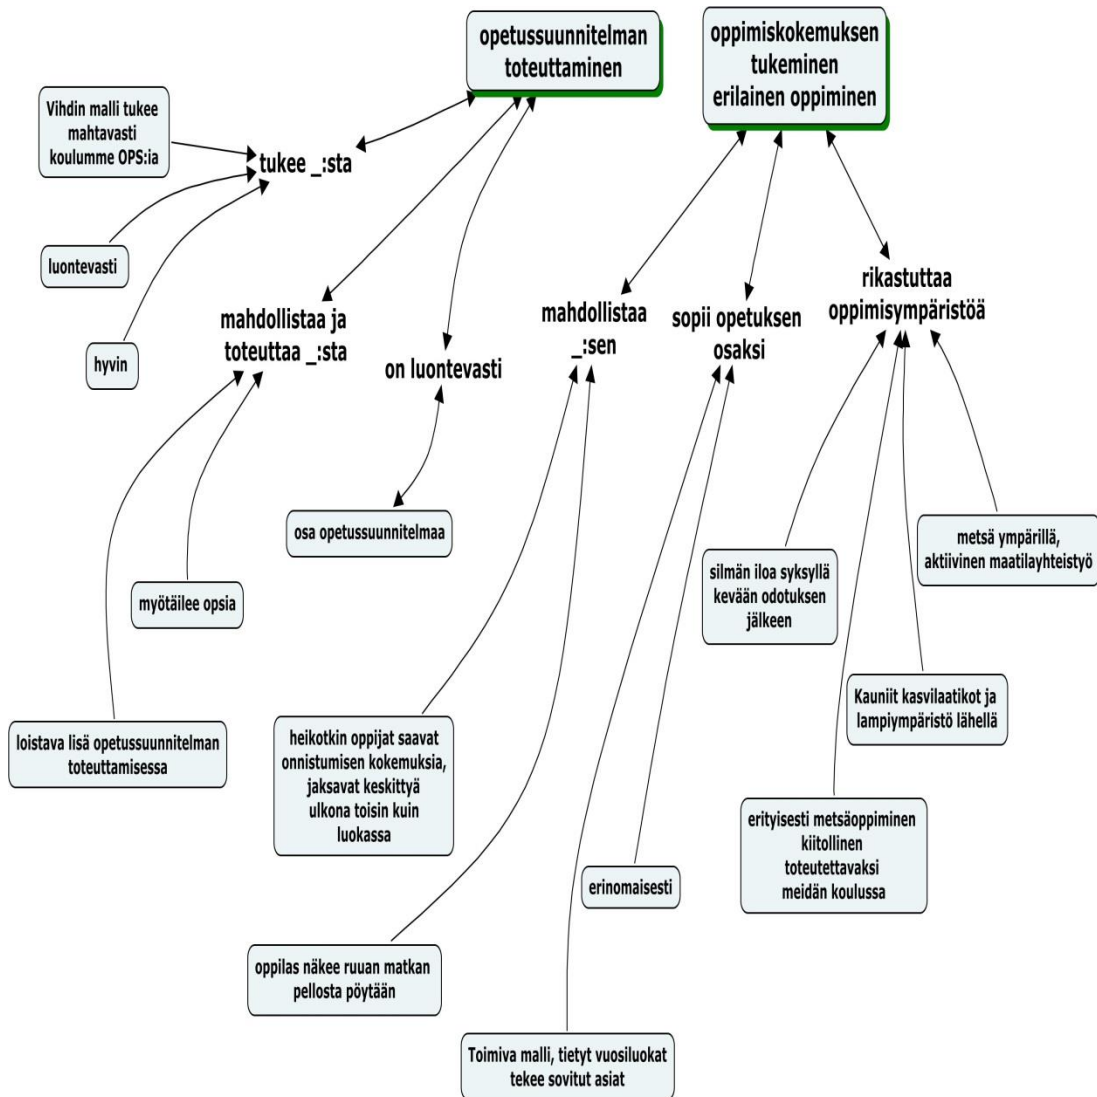 opetussuunnitelman
toteuttaminen
oppimiskokemuksen
tukeminen
erilainen oppiminen
Vihdin malli tukee
mahtavasti
koulumme OPS:ia
tukee _:sta
luontevasti
hyvin
mahdollistaa ja
toteuttaa _:sta
on luontevasti
mahdollistaa
_:sen
sopii opetuksen
osaksi
rikastuttaa
oppimisympäristöä
osa opetussuunnitelmaa
myötäilee opsia
loistava lisä opetussuunnitelman
toteuttamisessa
heikotkin oppijat saavat
onnistumisen kokemuksia,
jaksavat keskittyä
ulkona toisin kuin
luokassa
oppilas näkee ruuan matkan
pellosta pöytään
erinomaisesti
Toimiva malli, tietyt vuosiluokat
tekee sovitut asiat
silmän iloa syksyllä
kevään odotuksen
jälkeen
metsä ympärillä,
aktiivinen maatilayhteistyö
Kauniit kasvilaatikot ja
lampiympäristö lähellä
erityisesti metsäoppiminen
kiitollinen
toteutettavaksi
meidän koulussa